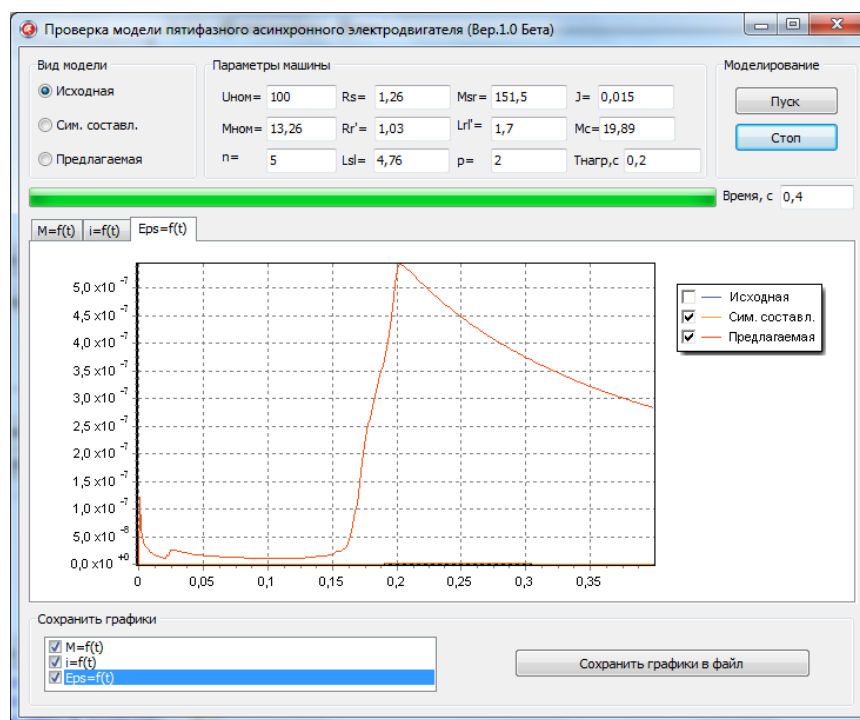 Проверка модели пятифазного асинхронного электродвигателя (Вер.1.0 Бета)
Вид модели
Исходная
Сим. составл.
Предлагаемая
Параметры машины
Uном= 100 Rs= 1,26 Msr= 151,5 J= 0,015
Mном= 13,26 Rr'= 1,03 Lrl'= 1,7 Mc= 19,89
n= 5 Lsl= 4,76 p= 2 Tнагр,с 0,2
Моделирование
Пуск
Стоп
Время, с 0,4
M=f(t) i=f(t) Eps=f(t)
5,0 x10 -7
4,5 x10 -7
4,0 x10 -7
3,5 x10 -7
3,0 x10 -7
2,5 x10 -7
2,0 x10 -7
1,5 x10 -7
1,0 x10 -7
5,0 x10 -8
0,0 x10 +0
0 0,05 0,1 0,15 0,2 0,25 0,3 0,35
Исходная
Сим. составл.
Предлагаемая
Сохранить графики
M=f(t)
i=f(t)
Eps=f(t)
Сохранить графики в файл